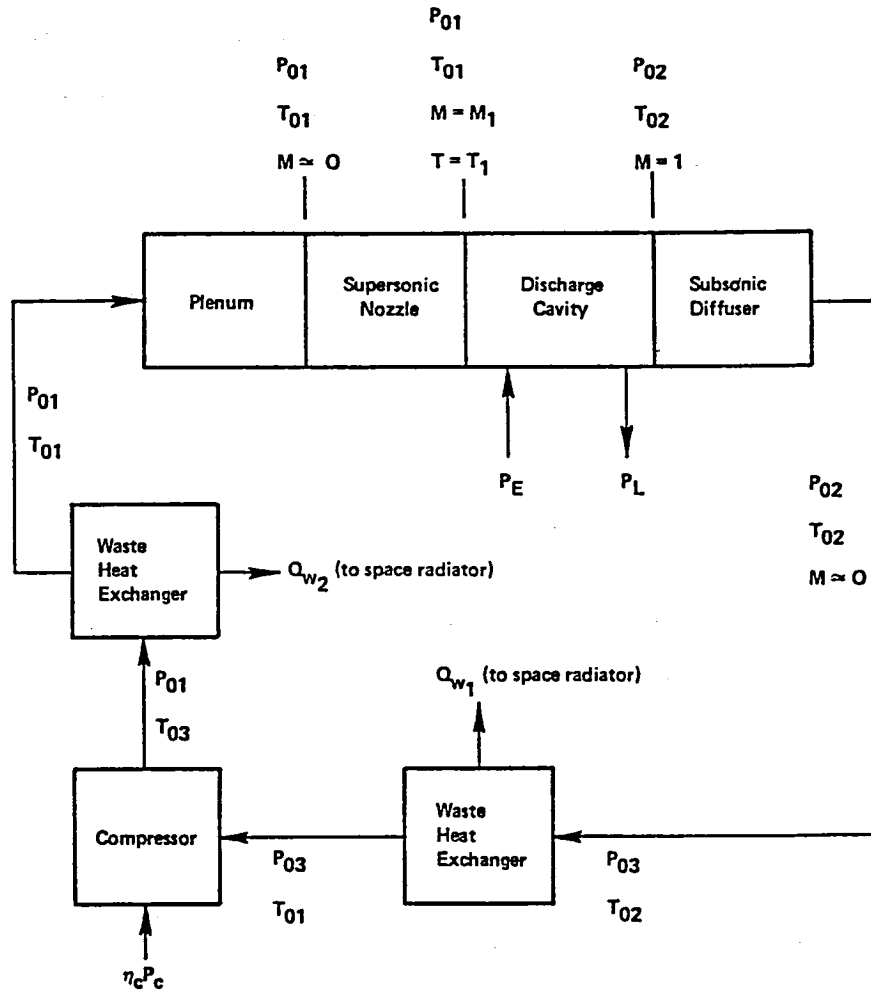 P01
T01
M = M1
T = T1
P01
T01
M ≃ O
P02
T02
M = 1
Plenum
Supersonic
Nozzle
Discharge
Cavity
Subsonic
Diffuser
P01
T01
PE
PL
P02
T02
M ≃ O
Waste
Heat
Exchanger
Qw2 (to space radiator)
P01
T03
Qw1 (to space radiator)
Compressor
Waste
Heat
Exchanger
P03
T01
P03
T02
ηcPc